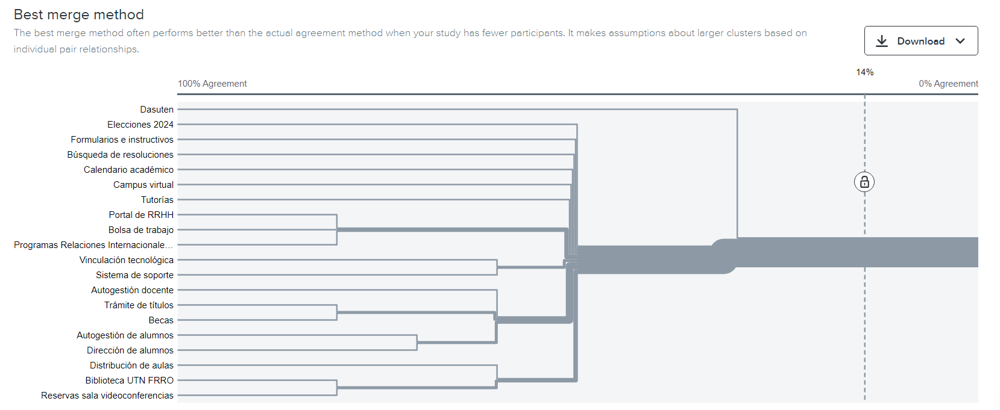 Best merge method
The best merge method often performs better than the actual agreement method when your study has fewer participants. It makes assumptions about larger clusters based on
individual pair relationships.
Download
14%
100% Agreement
0% Agreement
Dasuten
Elecciones 2024
Formularios e instructivos
Búsqueda de resoluciones
Calendario académico
Campus virtual
Tutorías
Portal de RRHH
Bolsa de trabajo
Programas Relaciones Internacionale...
Vinculación tecnológica
Sistema de soporte
Autogestión docente
Trámite de títulos
Becas
Autogestión de alumnos
Dirección de alumnos
Distribución de aulas
Biblioteca UTN FRRO
Reservas sala videoconferencias